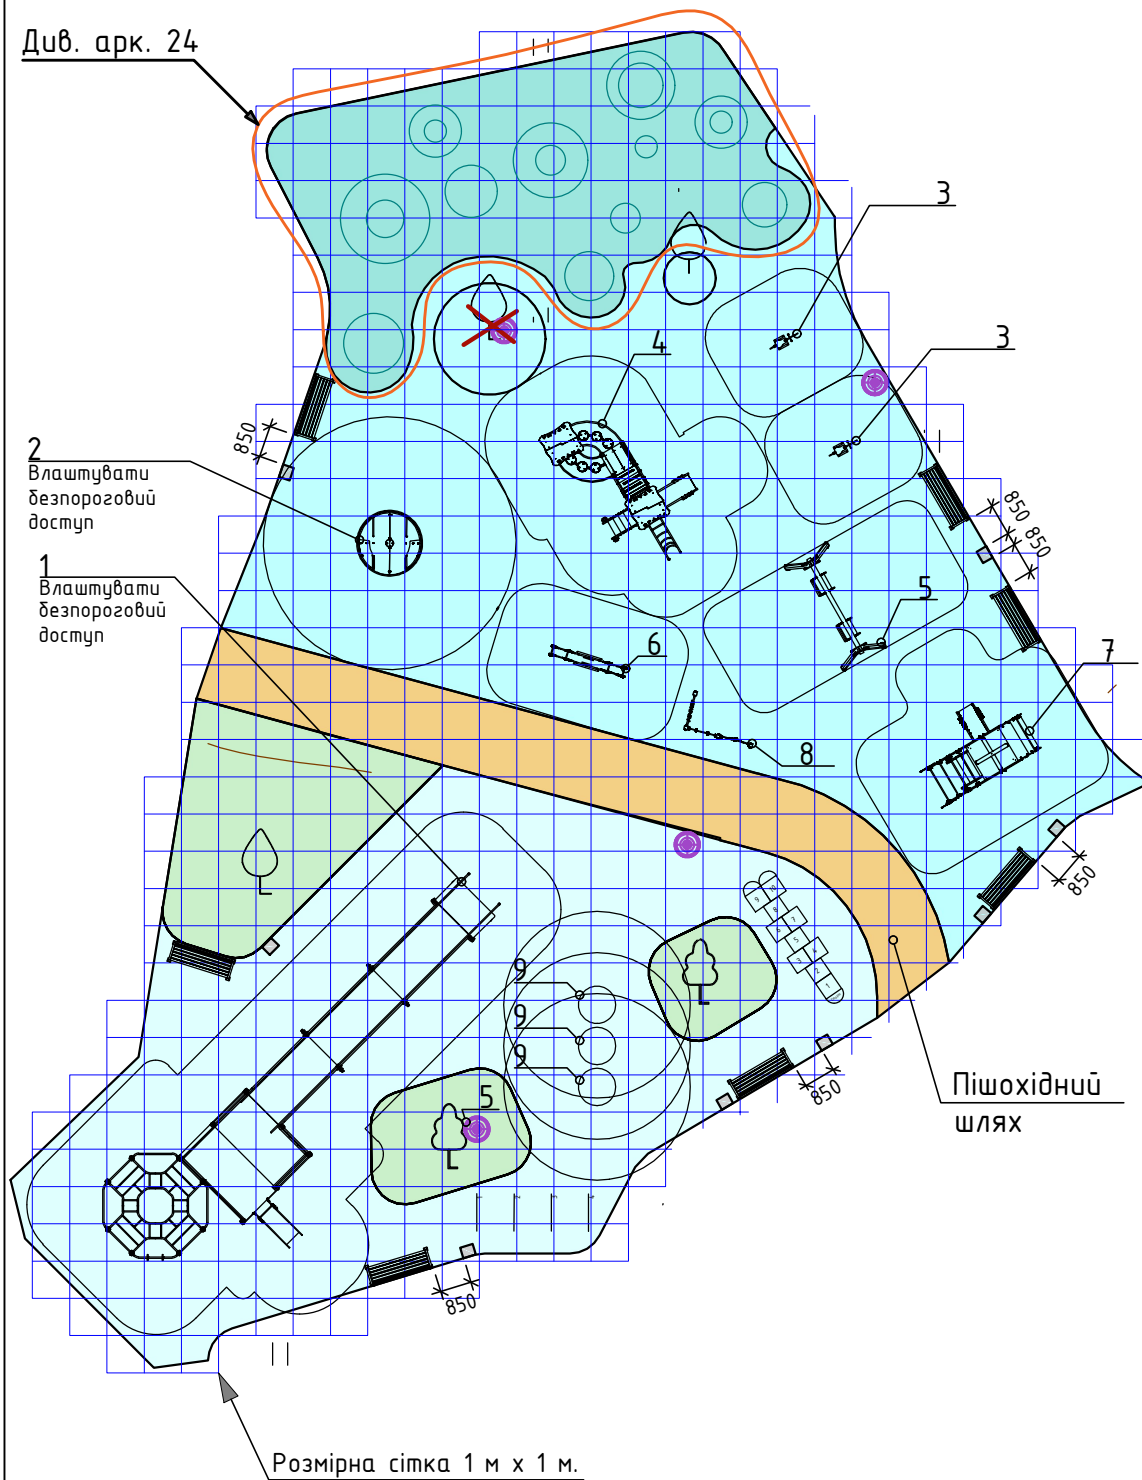 Див. арк. 24
3
3
4
850
2
Влаштувати
безпороговий
доступ
850
850
1
Влаштувати
безпороговий
доступ
5
6
7
8
850
9
9
9
5
850
Пішохідний
шлях
850
Розмірна сітка 1 м х 1 м.